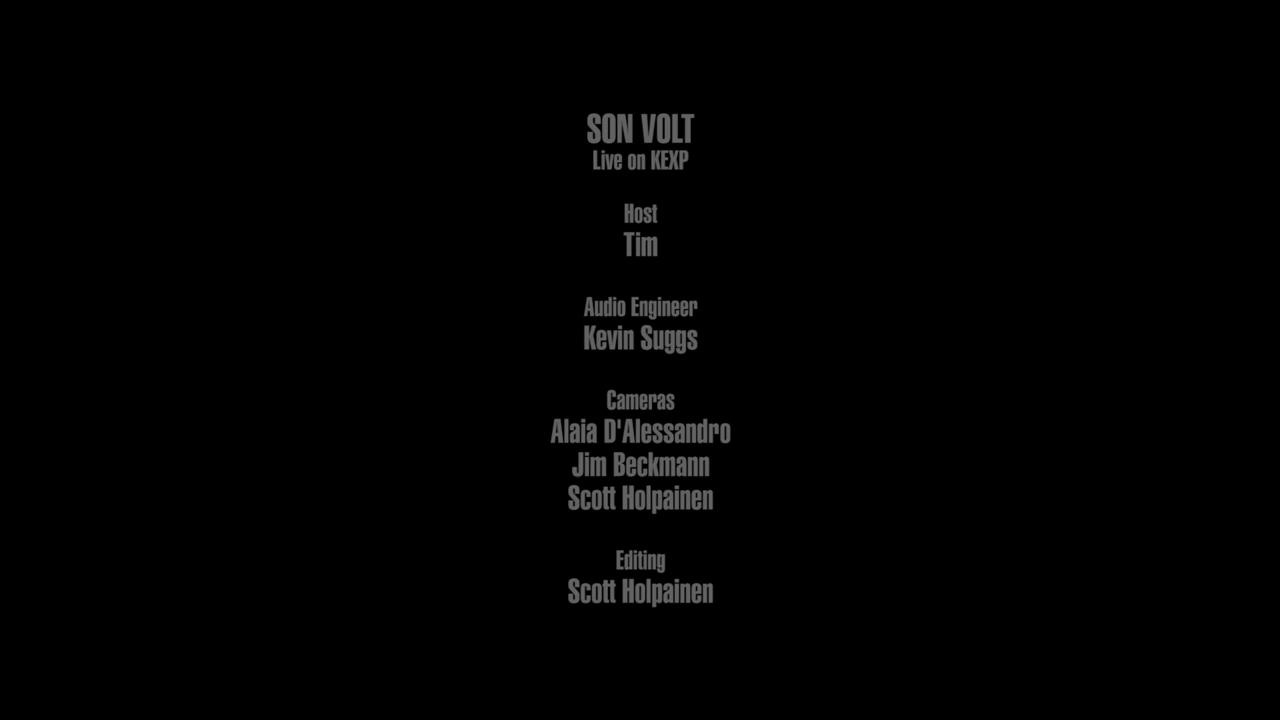 SON VOLT
Live on KEXP
Host
Tim
Audio Engineer
Kevin Suggs
Cameras
Alaia D'Alessandro
Jim Beckmann
Scott Holpainen
Editing
Scott Holpainen